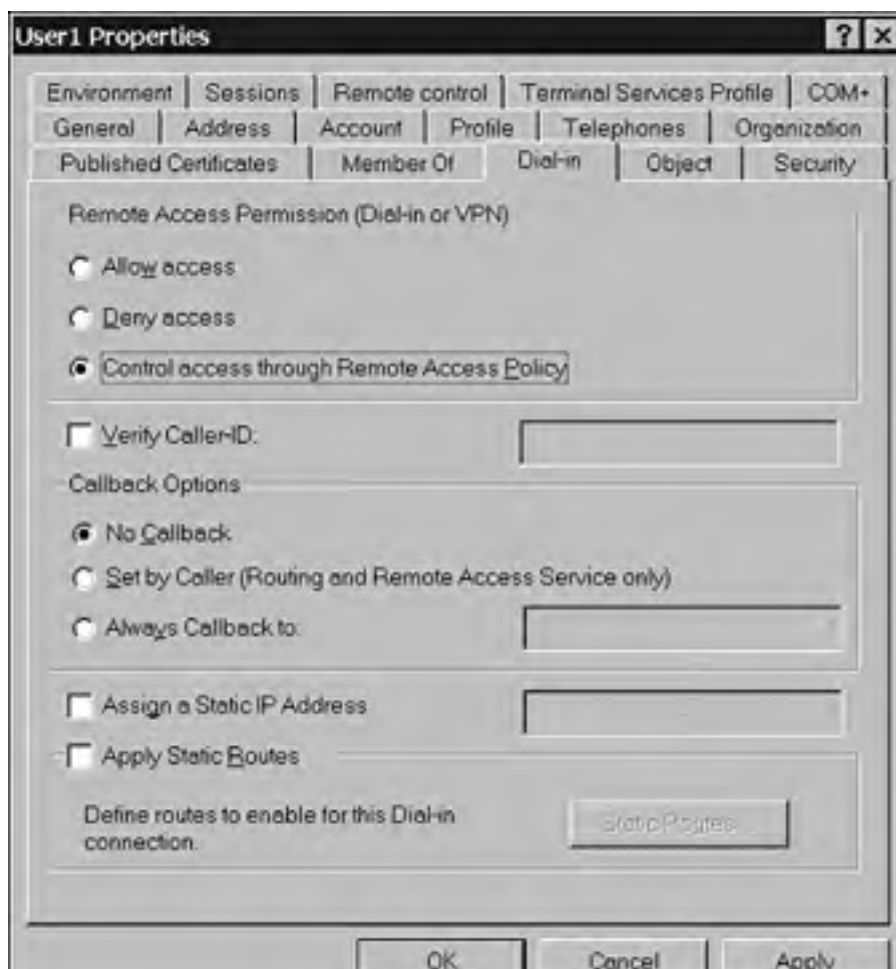 User1 Properties
Environment Sessions Remote control Terminal Services Profile COM+
General Address Account Profile Telephones Organization
Published Certificates Member Of Dial-in Object Security
Remote Access Permission (Dial-in or VPN)
Allow access
Deny access
Control access through Remote Access Policy
Verify Caller-ID:
Callback Options
No Callback
Set by Caller (Routing and Remote Access Service only)
Always Callback to:
Assign a Static IP Address
Apply Static Routes
Define routes to enable for this Dial-in
connection.
Static Routes ...
OK Cancel Apply